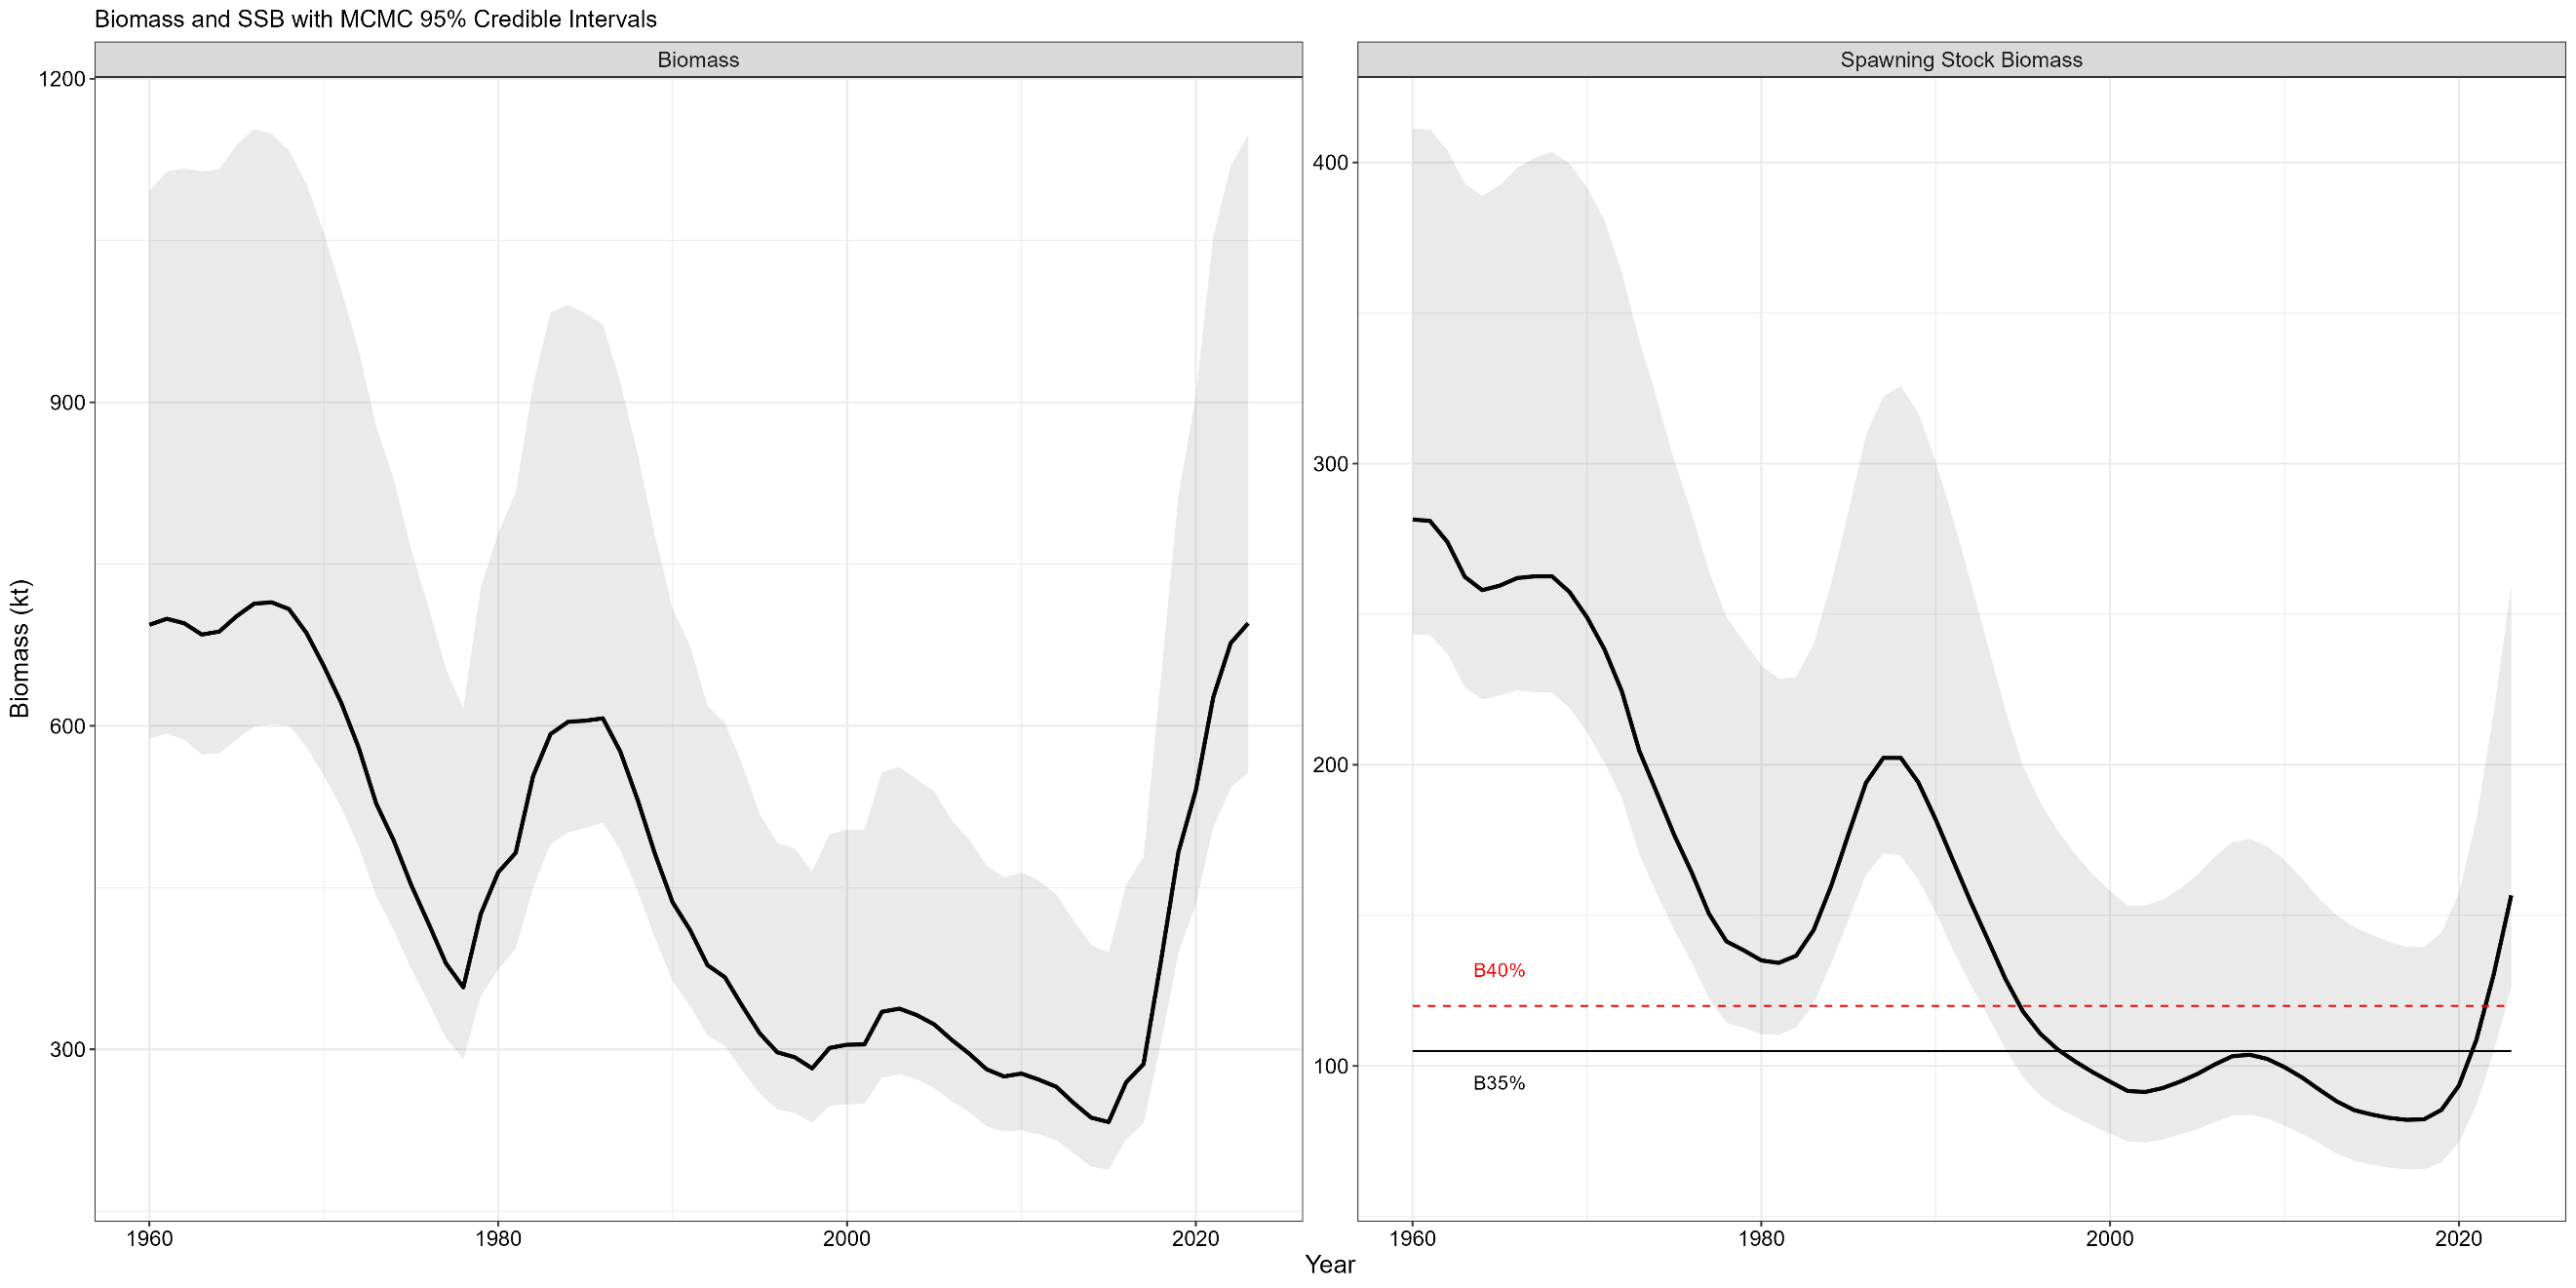 Biomass and SSB with MCMC 95% Credible Intervals
Biomass
Spawning Stock Biomass
Biomass (kt)
1200
900
600
300
400
300
200
100
B40%
B35%
1960
1980
2000
2020
1960
1980
2000
2020
Year